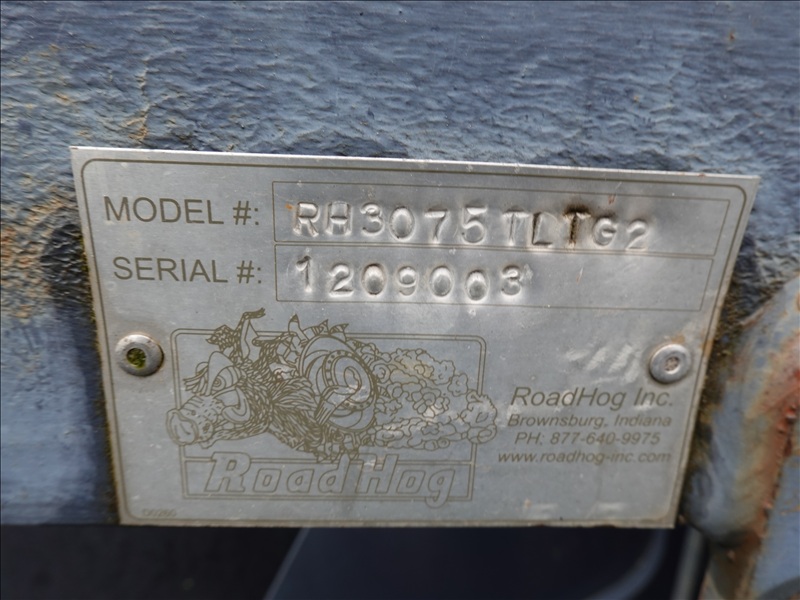 MODEL #: RH3075TLTG2
SERIAL #: 1209003
RoadHog Inc.
Brownsburg, Indiana
PH: 877-640-9975
www.roadhog-inc.com
RoadHog